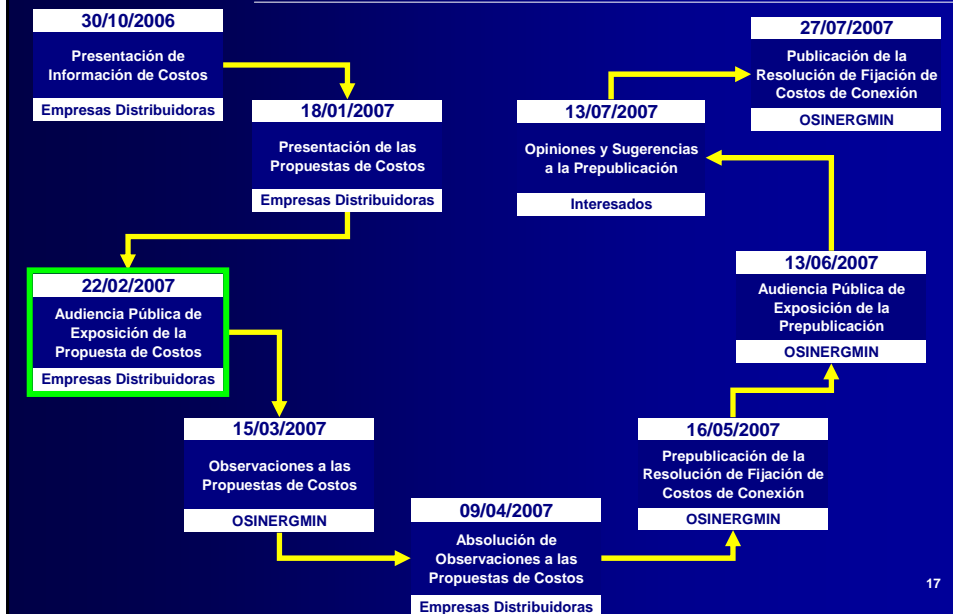 30/10/2006
Presentación de
Información de Costos
Empresas Distribuidoras
18/01/2007
Presentación de las
Propuestas de Costos
Empresas Distribuidoras
22/02/2007
Audiencia Pública de
Exposición de la
Propuesta de Costos
Empresas Distribuidoras
15/03/2007
Observaciones a las
Propuestas de Costos
OSINERGMIN
09/04/2007
Absolución de
Observaciones a las
Propuestas de Costos
Empresas Distribuidoras
16/05/2007
Prepublicación de la
Resolución de Fijación de
Costos de Conexión
OSINERGMIN
13/06/2007
Audiencia Pública de
Exposición de la
Prepublicación
OSINERGMIN
13/07/2007
Opiniones y Sugerencias
a la Prepublicación
Interesados
27/07/2007
Publicación de la
Resolución de Fijación de
Costos de Conexión
OSINERGMIN
17